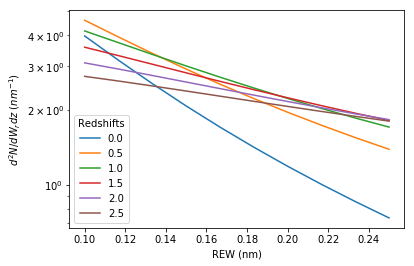 4 × 10⁰
3 × 10⁰
2 × 10⁰
10⁰
d²N/dWᵣdz (nm⁻¹)
Redshifts
0.0
0.5
1.0
1.5
2.0
2.5
0.10 0.12 0.14 0.16 0.18 0.20 0.22 0.24
REW (nm)